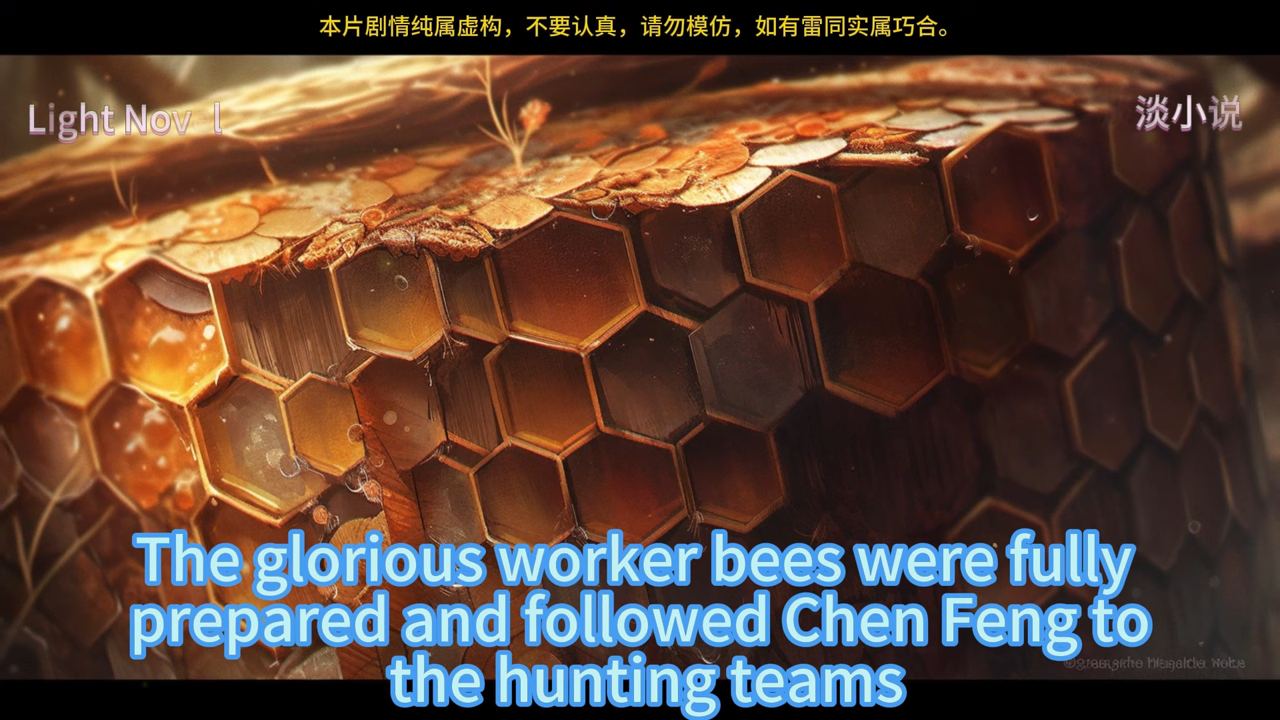 本片剧情纯属虚构，不要认真，请勿模仿，如有雷同实属巧合。
Light Nov l
淡小说
The glorious worker bees were fully
prepared and followed Chen Feng to
the hunting teams